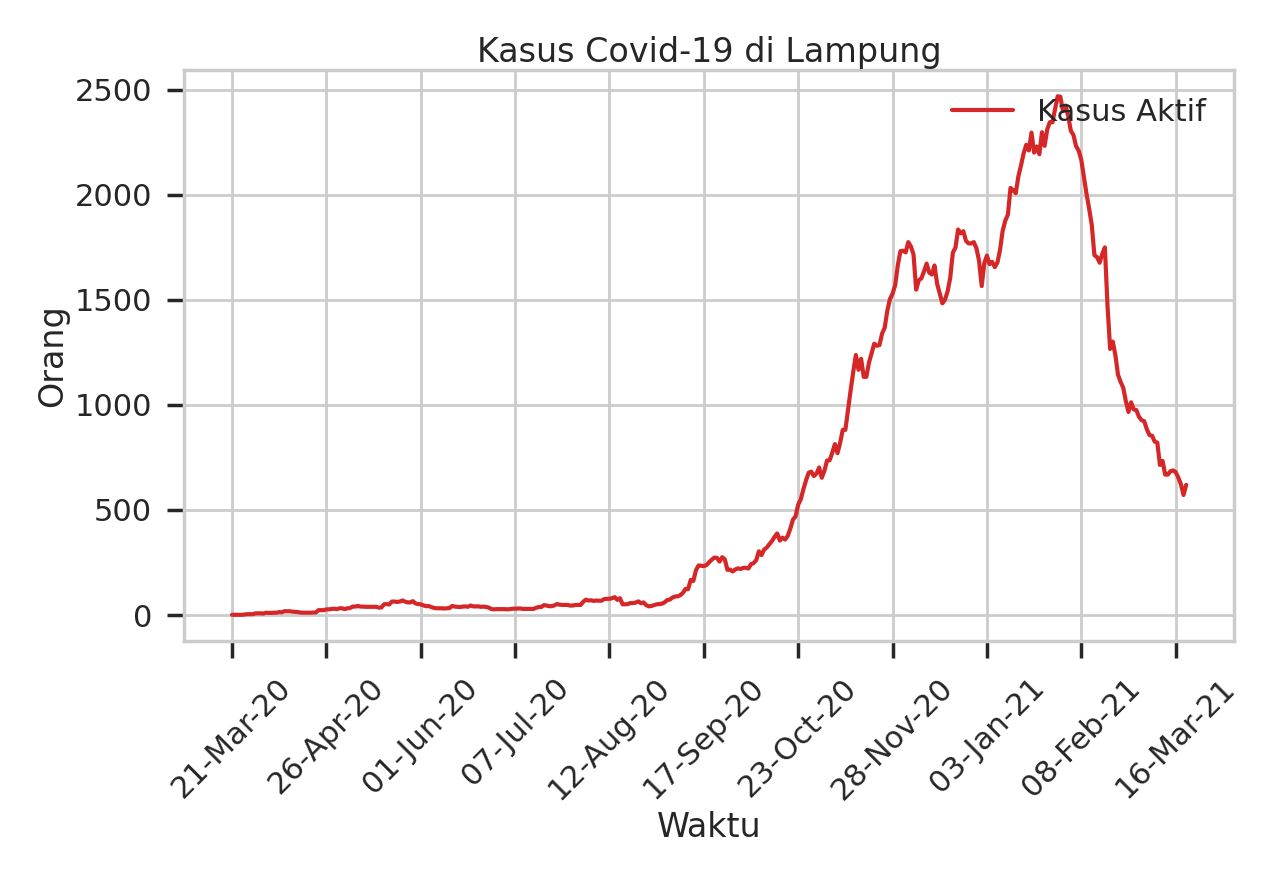 Kasus Covid-19 di Lampung
Kasus Aktif
2500
2000
1500
1000
500
0
Orang
21-Mar-20
26-Apr-20
01-Jun-20
07-Jul-20
12-Aug-20
17-Sep-20
23-Oct-20
28-Nov-20
03-Jan-21
08-Feb-21
16-Mar-21
Waktu